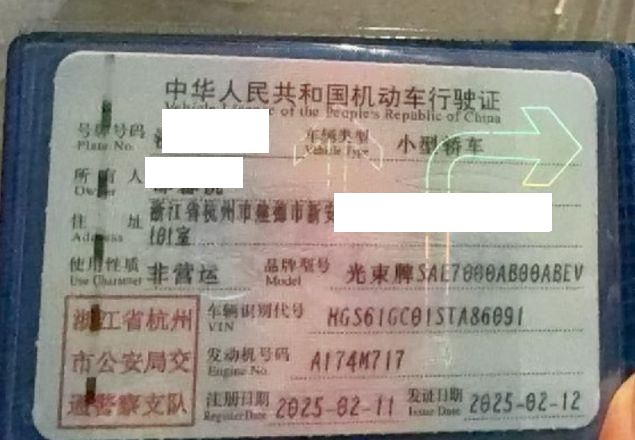 中华人民共和国机动车行驶证
Vehicle License of the People's Republic of China
号牌号码 车辆类型 小型轿车
Plate No. Vehicle Type
所有人
Owner
住址 浙江省杭州市建德市新安
Address 101室
使用性质 非营运 品牌型号 光束牌SAE7000AB00ABEV
Use Character Model
浙江省杭州 车辆识别代号 HGS61GC01STA86091
VIN
市公安局交 发动机号码 A174M717
Engine No.
通警察支队 注册日期 2025-02-11 发证日期 2025-02-12
Register Date Issue Date